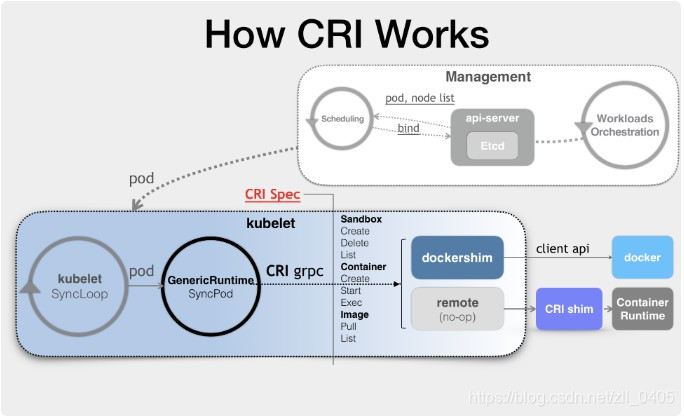 How CRI Works
Management
pod, node list
Scheduling
bind
api-server
Etcd
Workloads
Orchestration
pod
CRI Spec
kubelet
kubelet
SyncLoop
pod
GenericRuntime
SyncPod
CRI grpc
Sandbox
Create
Delete
List
Container
Create
Start
Exec
Image
Pull
List
dockershim
client api
docker
remote
(no-op)
CRI shim
Container
Runtime
https://blog.csdn.net/zll_0405